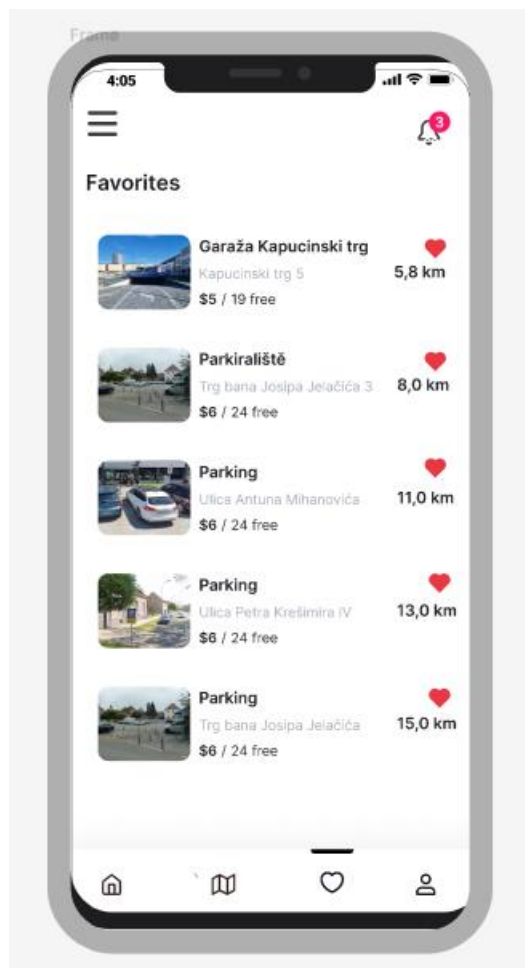 Frame
4:05
3
Favorites
Garaža Kapucinski trg
Kapucinski trg 5
5,8 km
$5 / 19 free
Parkiraliště
Trg bana Josipa Jelačića 3
8,0 km
$6 / 24 free
Parking
Ulica Antuna Mihanovića
11,0 km
$6 / 24 free
Parking
Ulica Petra Krešimira IV
13,0 km
$6 / 24 free
Parking
Trg bana Josipa Jelačića
15,0 km
$6 / 24 free